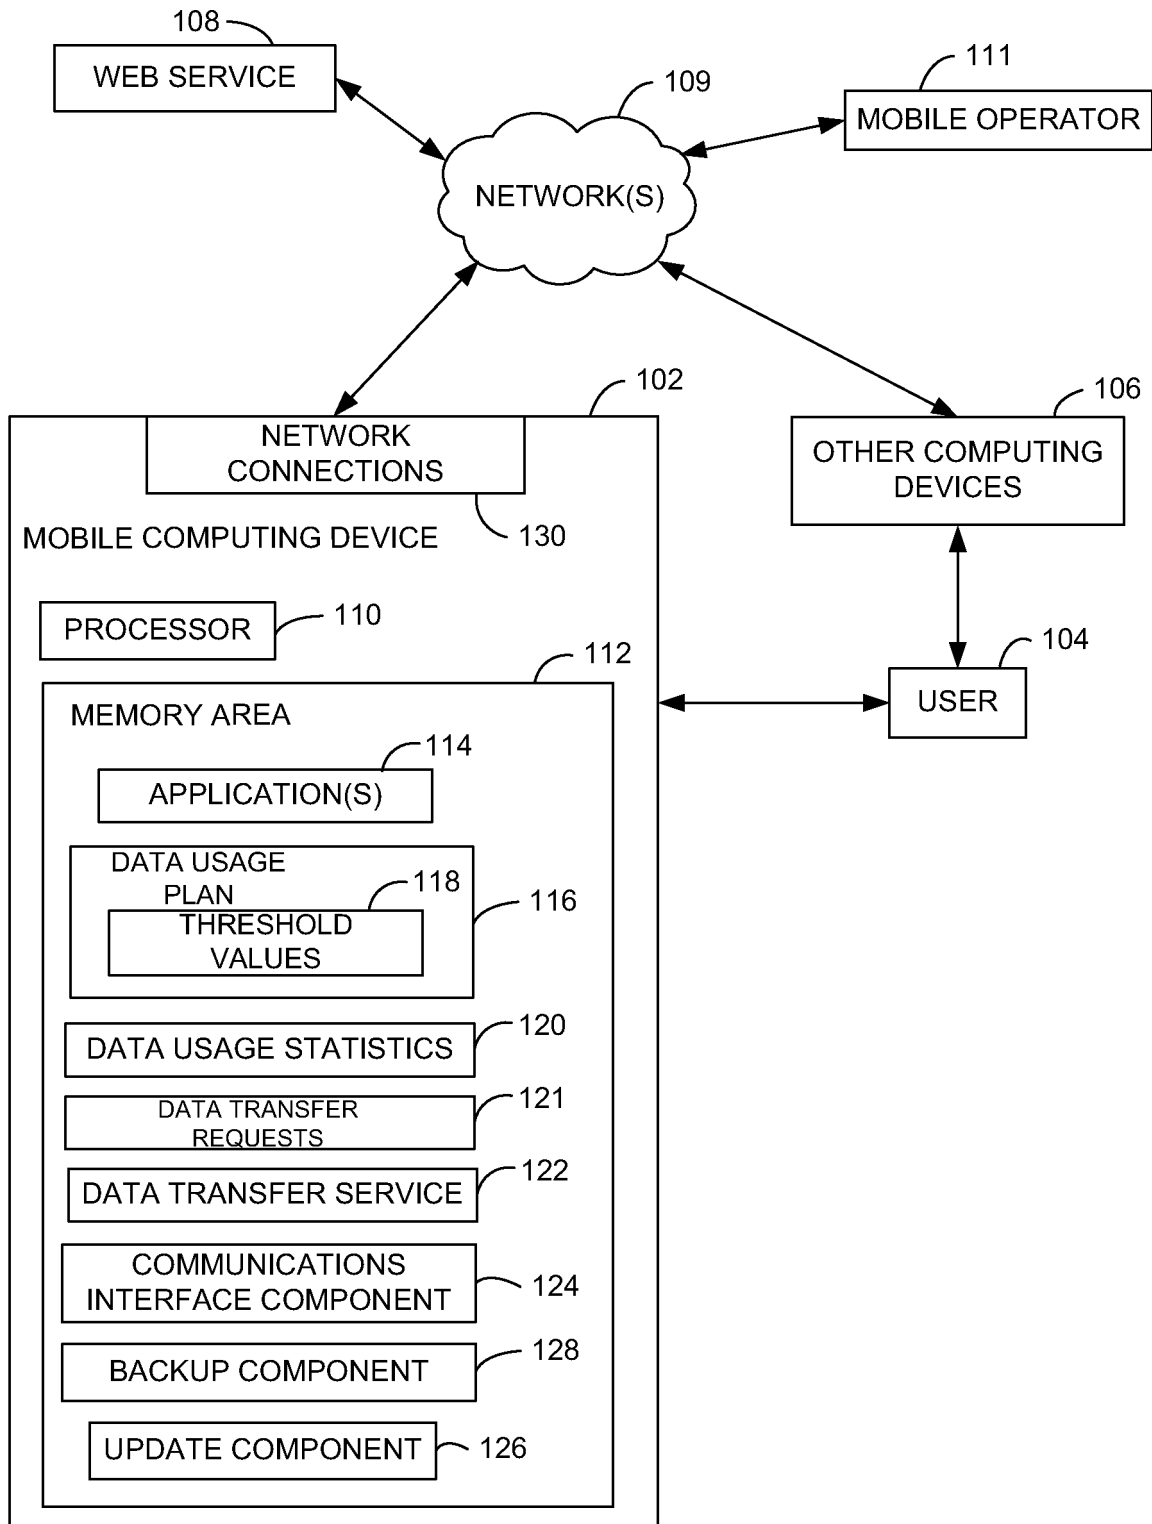 108
WEB SERVICE
109
111
MOBILE OPERATOR
NETWORK(S)
102
106
NETWORK
CONNECTIONS
OTHER COMPUTING
DEVICES
130
MOBILE COMPUTING DEVICE
PROCESSOR
110
104
USER
112
MEMORY AREA
114
APPLICATION(S)
DATA USAGE
PLAN
118
116
THRESHOLD
VALUES
120
DATA USAGE STATISTICS
121
DATA TRANSFER
REQUESTS
122
DATA TRANSFER SERVICE
COMMUNICATIONS
INTERFACE COMPONENT
124
128
BACKUP COMPONENT
UPDATE COMPONENT
126